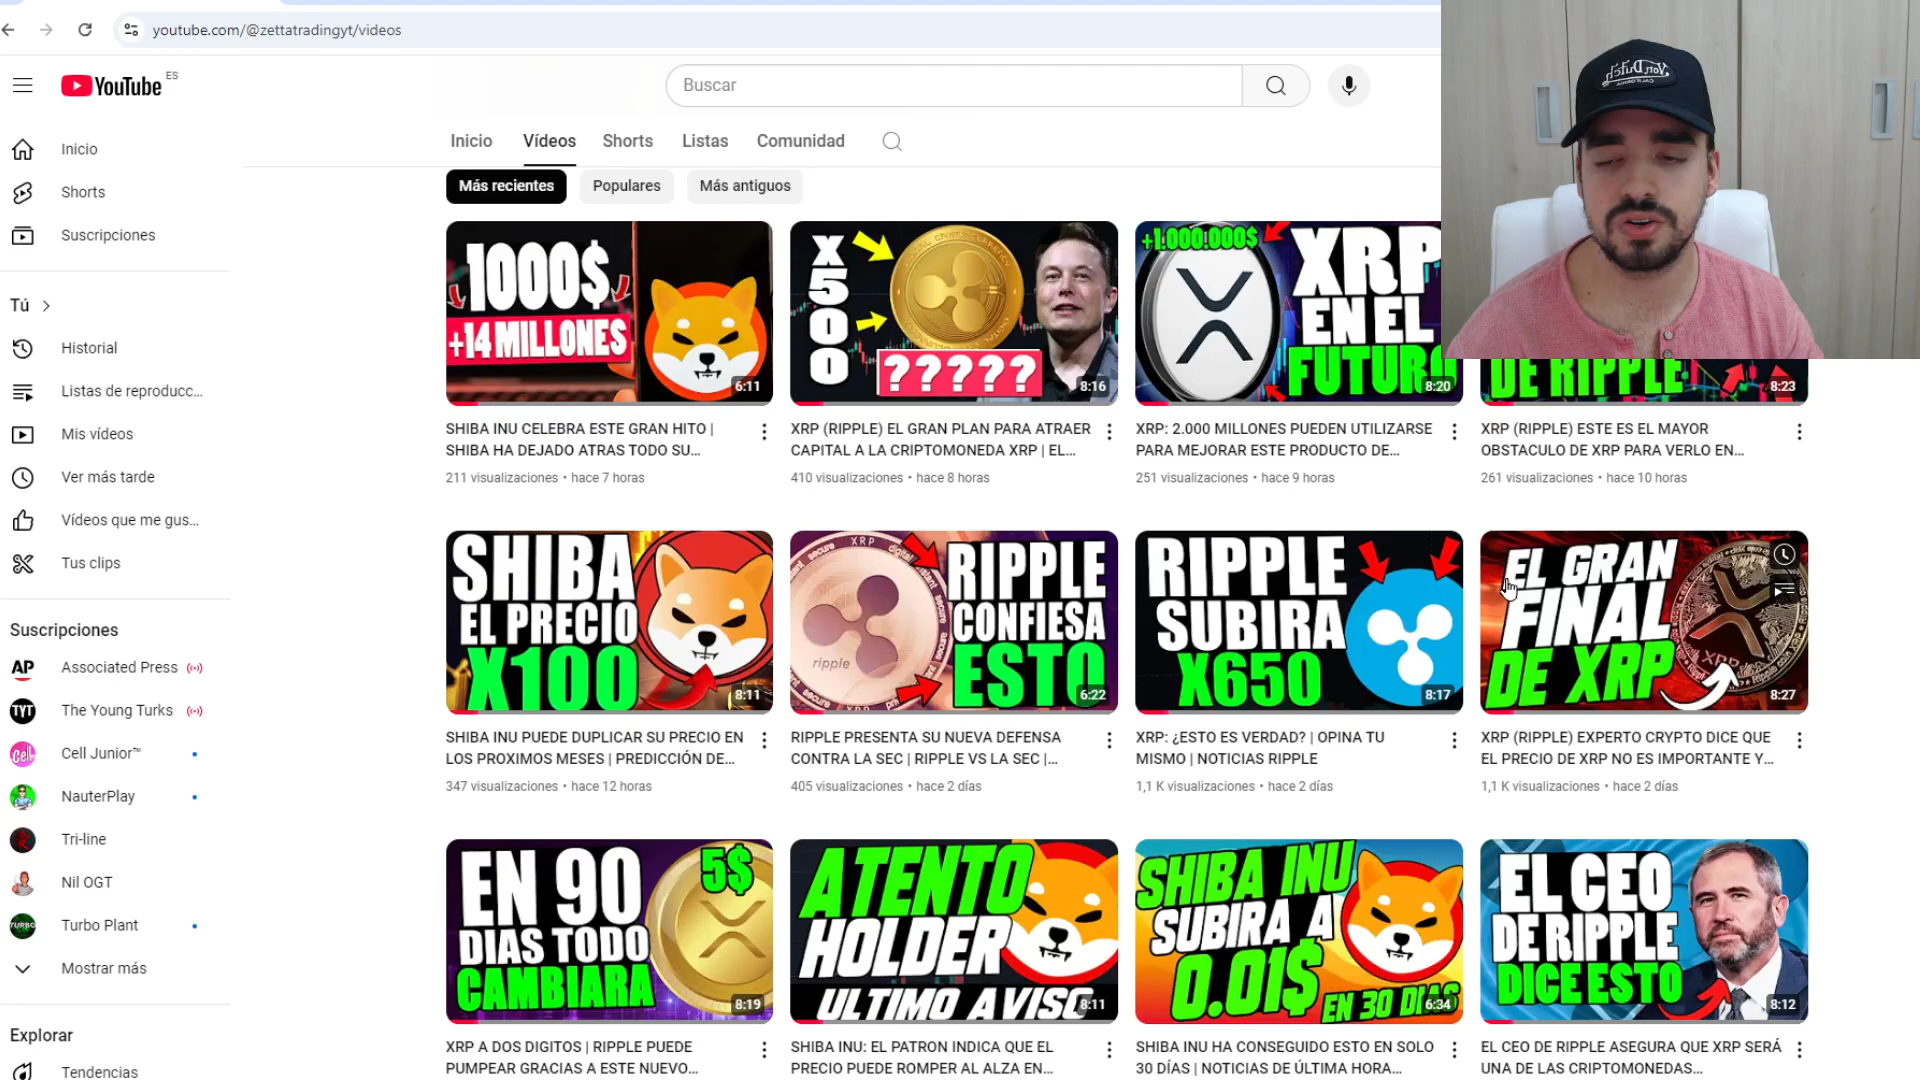 youtube.com/@zettatradingyt/videos
YouTube ES
Buscar
Inicio
Shorts
Suscripciones
Tú
Historial
Listas de reproducc...
Mis vídeos
Ver más tarde
Vídeos que me gus...
Tus clips
Suscripciones
AP Associated Press
TYT The Young Turks
Cell Cell Junior™
NauterPlay
Tri-line
Nil OGT
TURBO Turbo Plant
Mostrar más
Explorar
Tendencias
Inicio Vídeos Shorts Listas Comunidad
Más recientes Populares Más antiguos
1000$
+14 MILLONES
6:11
SHIBA INU CELEBRA ESTE GRAN HITO |
SHIBA HA DEJADO ATRAS TODO SU...
211 visualizaciones • hace 7 horas
X500
?????
8:16
XRP (RIPPLE) EL GRAN PLAN PARA ATRAER
CAPITAL A LA CRIPTOMONEDA XRP | EL...
410 visualizaciones • hace 8 horas
+1.000.000$
XRP
EN EL
FUTURO
8:20
XRP: 2.000 MILLONES PUEDEN UTILIZARSE
PARA MEJORAR ESTE PRODUCTO DE...
251 visualizaciones • hace 9 horas
DE RIPPLE
8:23
XRP (RIPPLE) ESTE ES EL MAYOR
OBSTACULO DE XRP PARA VERLO EN...
261 visualizaciones • hace 10 horas
Von Dutch
SHIBA
EL PRECIO
X100
8:11
SHIBA INU PUEDE DUPLICAR SU PRECIO EN
LOS PROXIMOS MESES | PREDICCIÓN DE...
347 visualizaciones • hace 12 horas
XRP
ripple
RIPPLE
CONFIESA
ESTO
6:22
RIPPLE PRESENTA SU NUEVA DEFENSA
CONTRA LA SEC | RIPPLE VS LA SEC |...
405 visualizaciones • hace 2 días
RIPPLE
SUBIRA
X650
8:17
XRP: ¿ESTO ES VERDAD? | OPINA TU
MISMO | NOTICIAS RIPPLE
1,1 K visualizaciones • hace 2 días
EL GRAN
FINAL
DE XRP
8:27
XRP (RIPPLE) EXPERTO CRYPTO DICE QUE
EL PRECIO DE XRP NO ES IMPORTANTE Y...
1,1 K visualizaciones • hace 2 días
EN 90
DIAS TODO
CAMBIARA
5$
8:19
XRP A DOS DIGITOS | RIPPLE PUEDE
PUMPEAR GRACIAS A ESTE NUEVO...
ATENTO
HOLDER
ULTIMO AVISO
8:11
SHIBA INU: EL PATRON INDICA QUE EL
PRECIO PUEDE ROMPER AL ALZA EN...
SHIBA INU
SUBIRA A
0.01$
EN 30 DIAS
6:34
SHIBA INU HA CONSEGUIDO ESTO EN SOLO
30 DÍAS | NOTICIAS DE ÚLTIMA HORA...
EL CEO
DE RIPPLE
DICE ESTO
8:12
EL CEO DE RIPPLE ASEGURA QUE XRP SERÁ
UNA DE LAS CRIPTOMONEDAS...